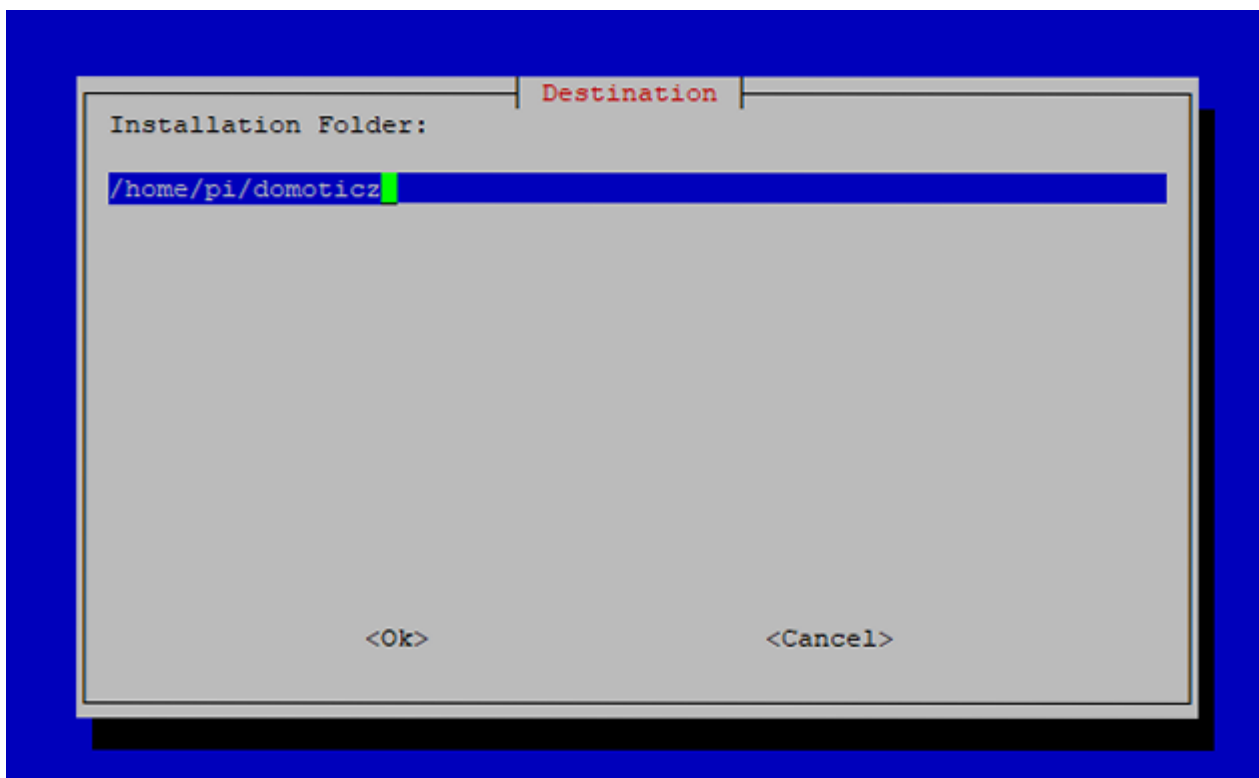 Destination
Installation Folder:
/home/pi/domoticz
<Ok> <Cancel>